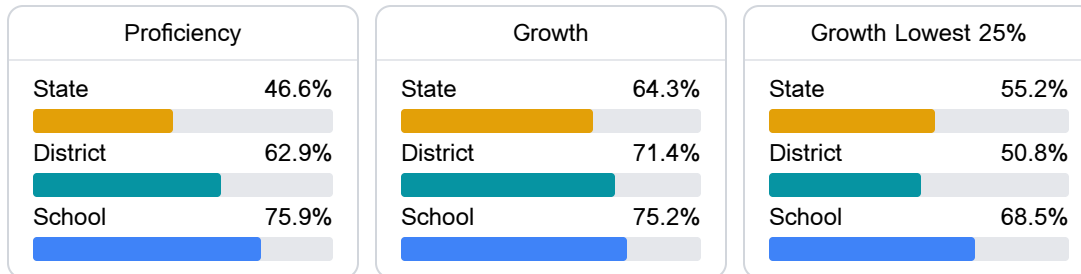 Proficiency
State 46.6%
District 62.9%
School 75.9%
Growth
State 64.3%
District 71.4%
School 75.2%
Growth Lowest 25%
State 55.2%
District 50.8%
School 68.5%